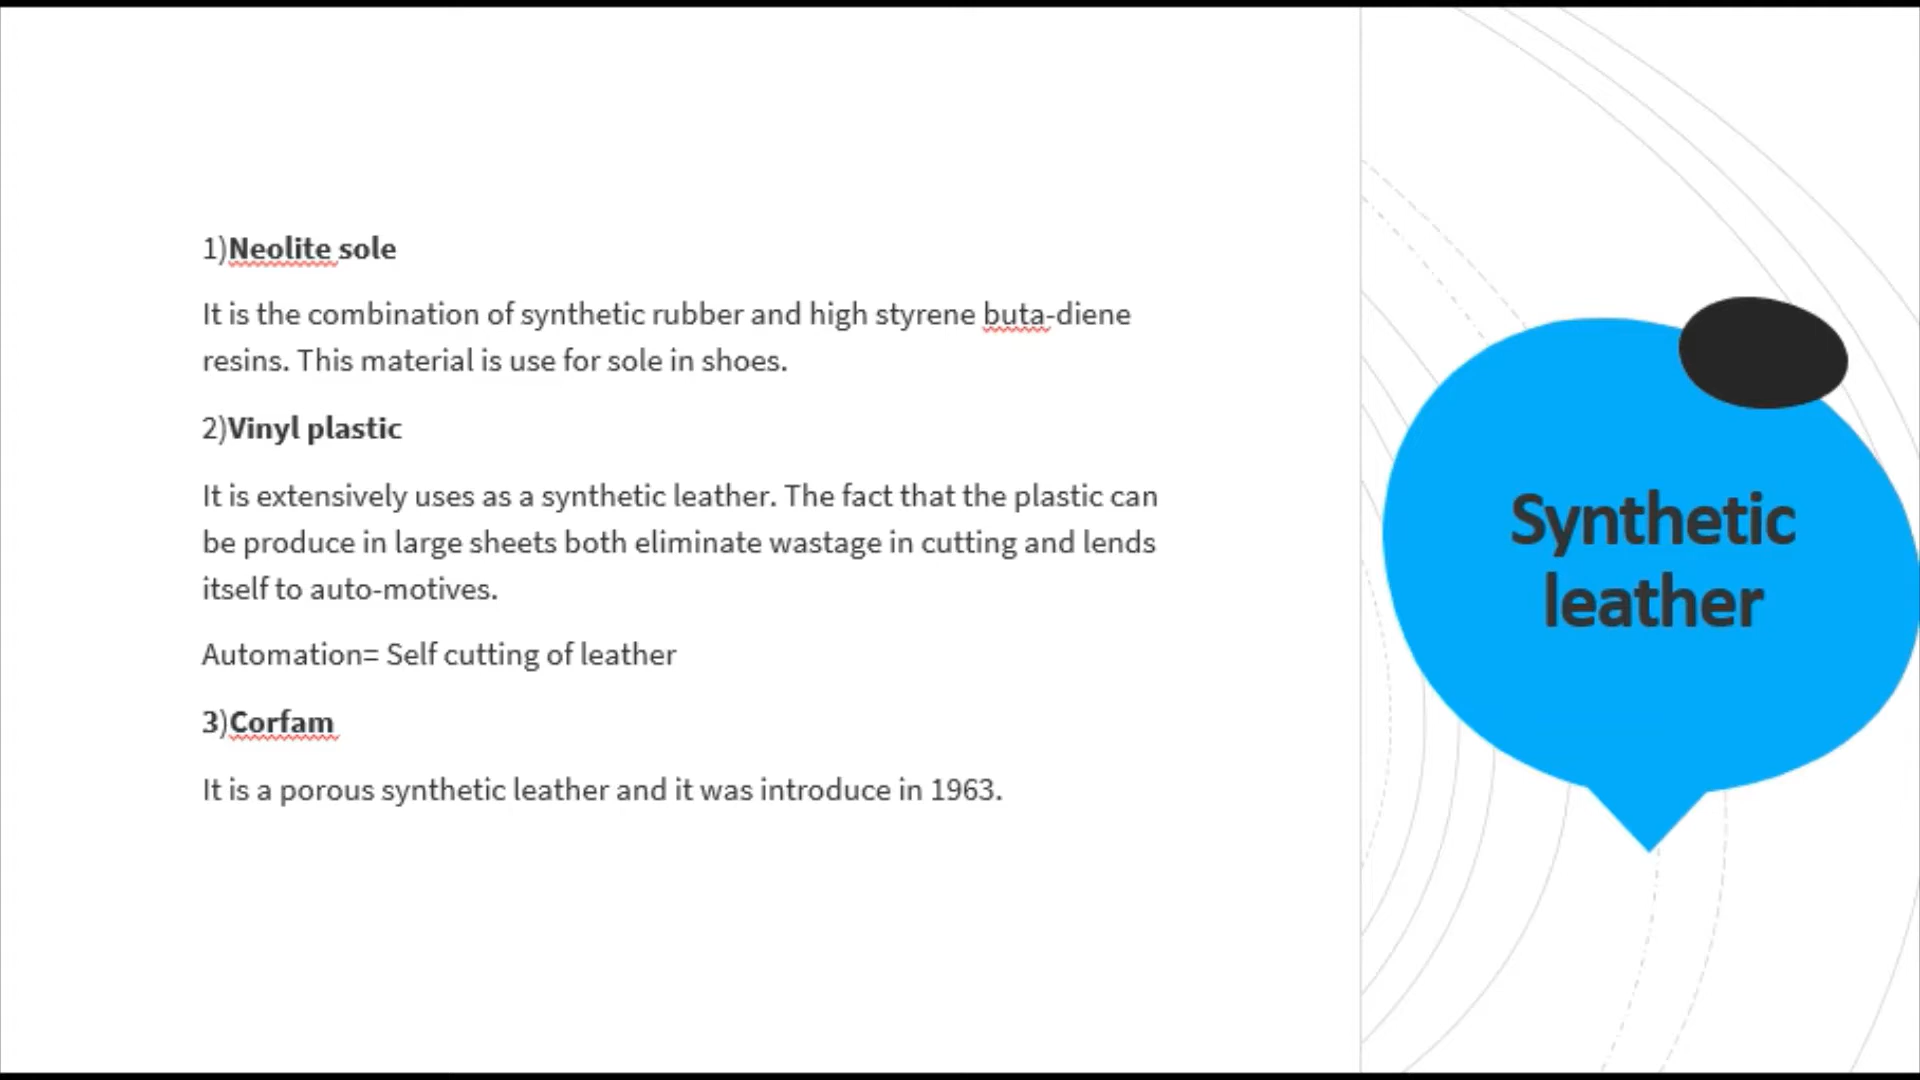 1)Neolite sole
It is the combination of synthetic rubber and high styrene buta-diene
resins. This material is use for sole in shoes.
2)Vinyl plastic
It is extensively uses as a synthetic leather. The fact that the plastic can
be produce in large sheets both eliminate wastage in cutting and lends
itself to auto-motives.
Automation= Self cutting of leather
3)Corfam
It is a porous synthetic leather and it was introduce in 1963.
Synthetic
leather